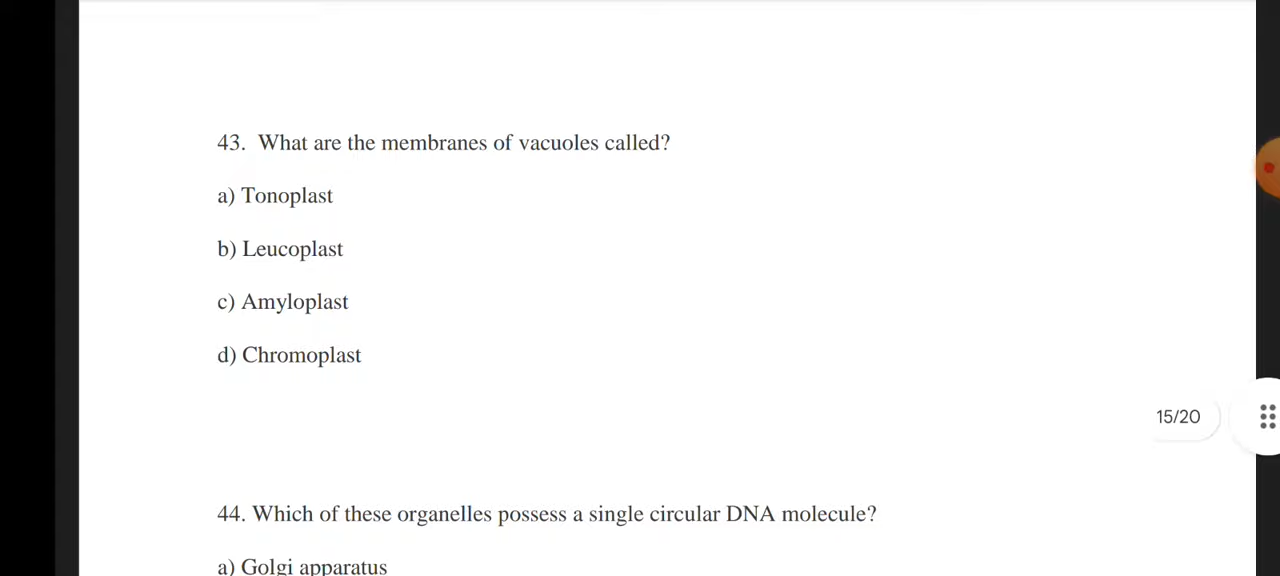 43. What are the membranes of vacuoles called?
a) Tonoplast
b) Leucoplast
c) Amyloplast
d) Chromoplast
15/20
44. Which of these organelles possess a single circular DNA molecule?
a) Golgi apparatus